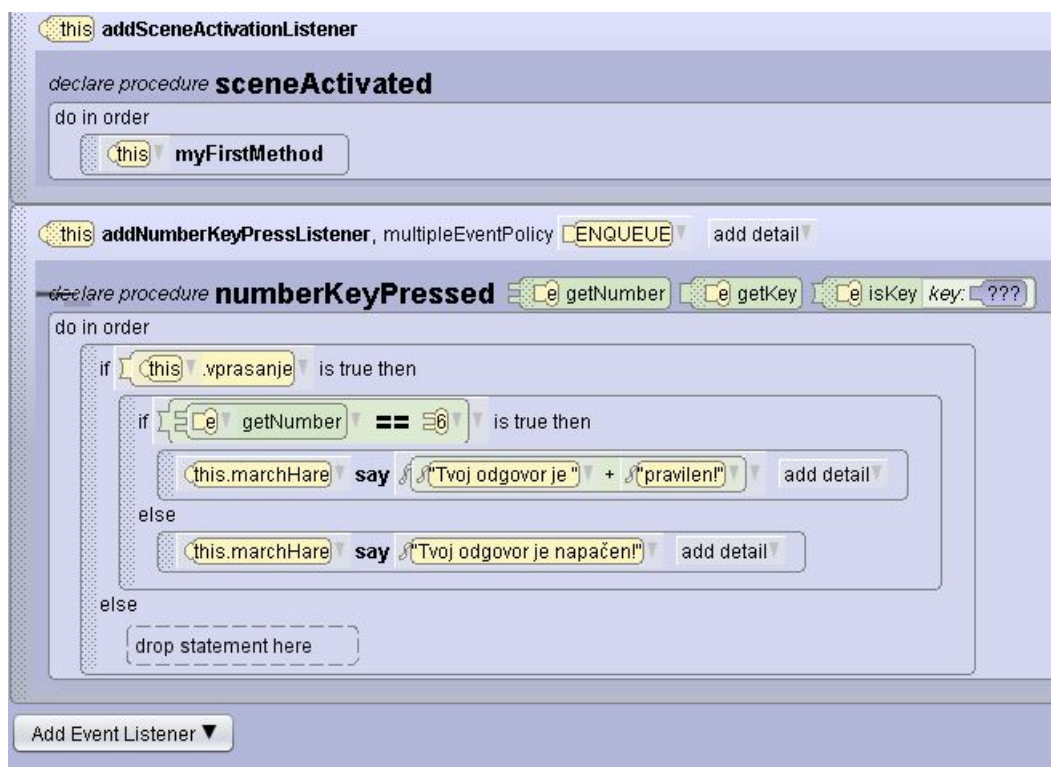 this addSceneActivationListener
declare procedure sceneActivated
do in order
this myFirstMethod
this addNumberKeyPressListener, multipleEventPolicy ENQUEUE add detail
declare procedure numberKeyPressed e getNumber e getKey e isKey key: ???
do in order
if this .vprasanje is true then
if e getNumber == 6 is true then
this.marchHare say "Tvoj odgovor je " + "pravilen!" add detail
else
this.marchHare say "Tvoj odgovor je napačen!" add detail
else
drop statement here
Add Event Listener